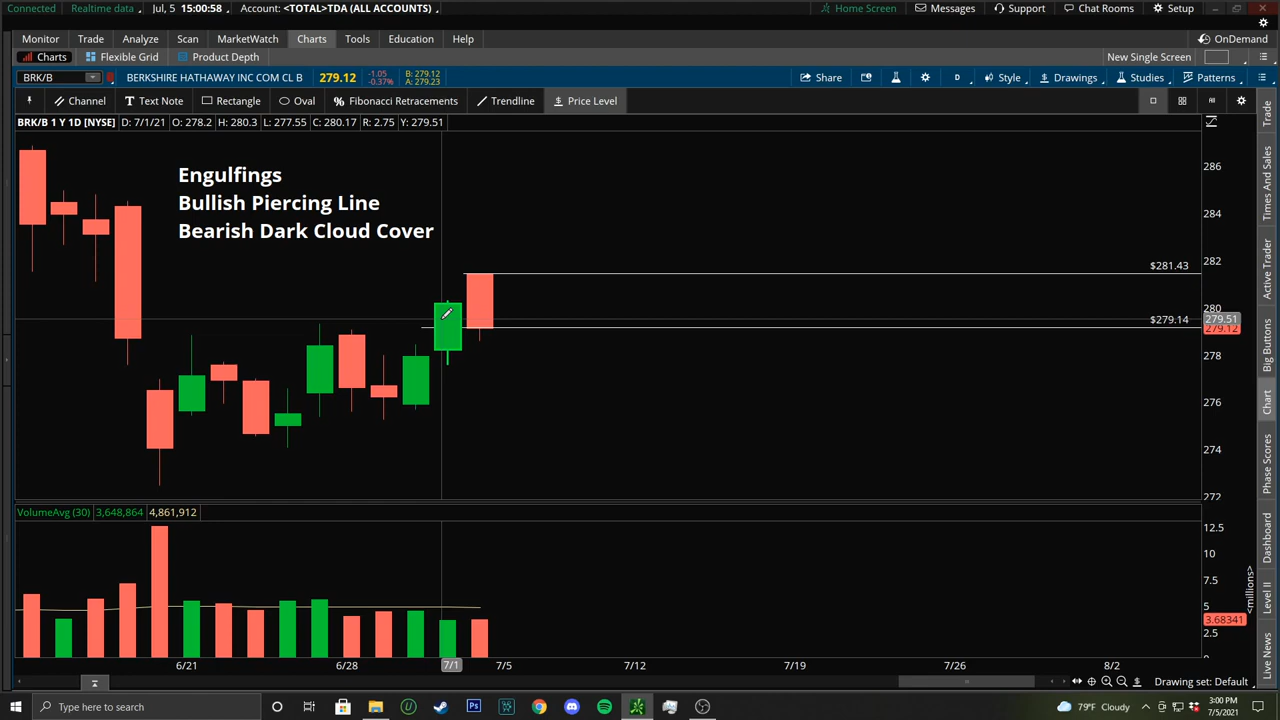 Connected Realtime data Jul, 5 15:00:58 Account: <TOTAL>TDA (ALL ACCOUNTS) Home Screen Messages Support Chat Rooms Setup
Monitor Trade Analyze Scan MarketWatch Charts Tools Education Help OnDemand
Charts Flexible Grid Product Depth New Single Screen
BRK/B BERKSHIRE HATHAWAY INC COM CL B 279.12 -1.05 -0.37% B: 279.12 A: 279.23 Share D Style Drawings Studies Patterns
Channel Text Note Rectangle Oval Fibonacci Retracements Trendline Price Level
BRK/B 1 Y 1D [NYSE] D: 7/1/21 O: 278.2 H: 280.3 L: 277.55 C: 280.17 R: 2.75 Y: 279.51
Engulfings
Bullish Piercing Line
Bearish Dark Cloud Cover
286
284
282
$281.43
280
$279.14 279.51
279.12
278
276
274
272
VolumeAvg (30) 3,648,864 4,861,912
12.5
10
7.5
5
3.68341
2.5
<millions>
6/21 6/28 7/1 7/5 7/12 7/19 7/26 8/2
Drawing set: Default
Trade
Times And Sales
Active Trader
Big Buttons
Chart
Phase Scores
Dashboard
Level II
Live News
Type here to search
79°F Cloudy
3:00 PM
7/5/2021